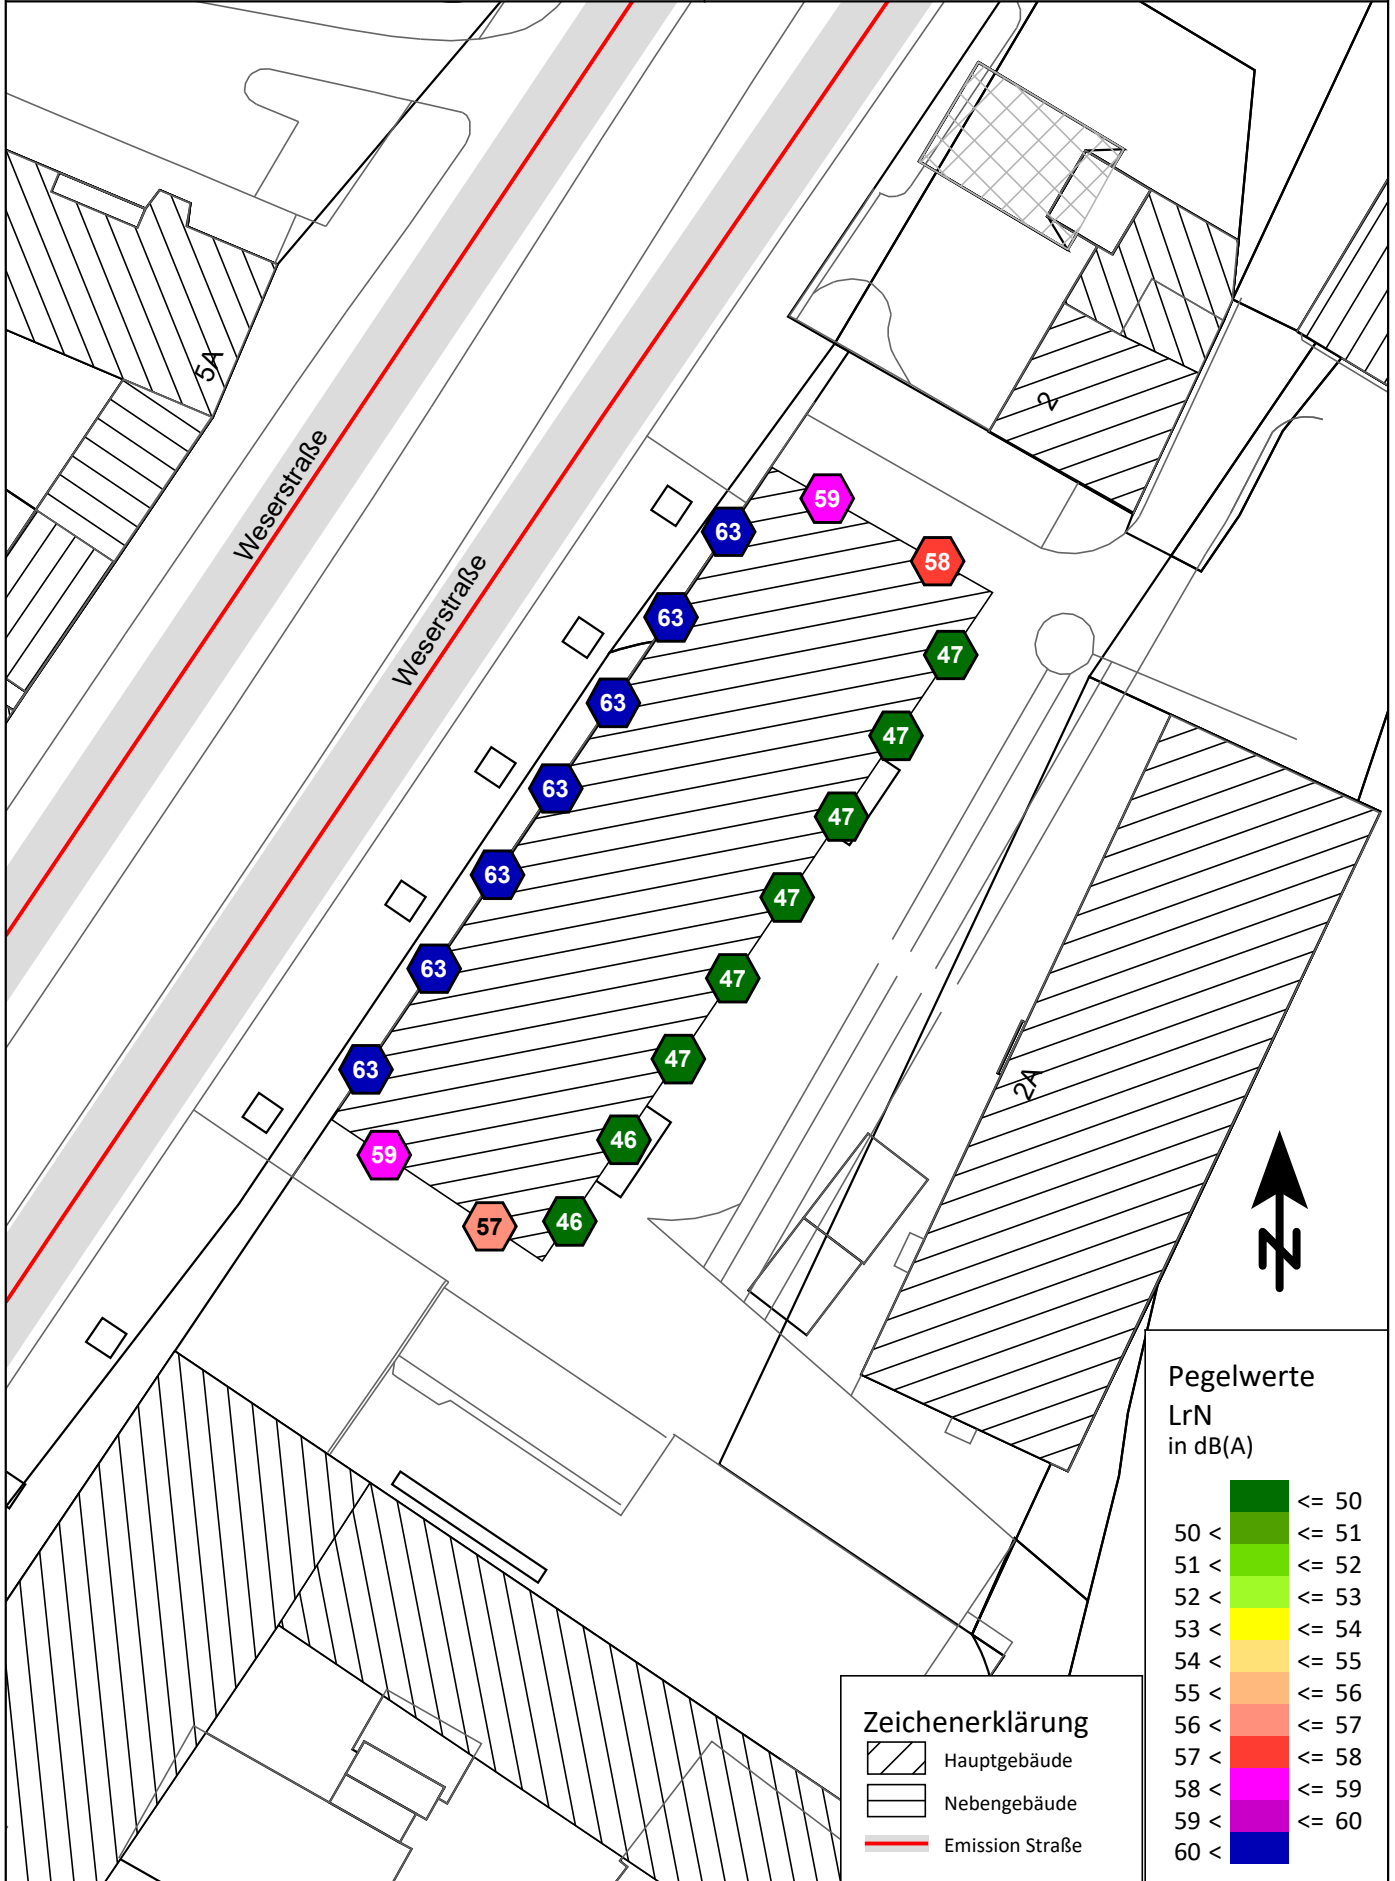 5A
2
Weserstraße
Weserstraße
59
63
58
63
47
63
47
63
47
63
47
63
47
63
47
59
46
57
46
2A
N
Pegelwerte
LrN
in dB(A)
<= 50
50 < <= 51
51 < <= 52
52 < <= 53
53 < <= 54
54 < <= 55
55 < <= 56
56 < <= 57
57 < <= 58
58 < <= 59
59 < <= 60
60 <
Zeichenerklärung
Hauptgebäude
Nebengebäude
Emission Straße